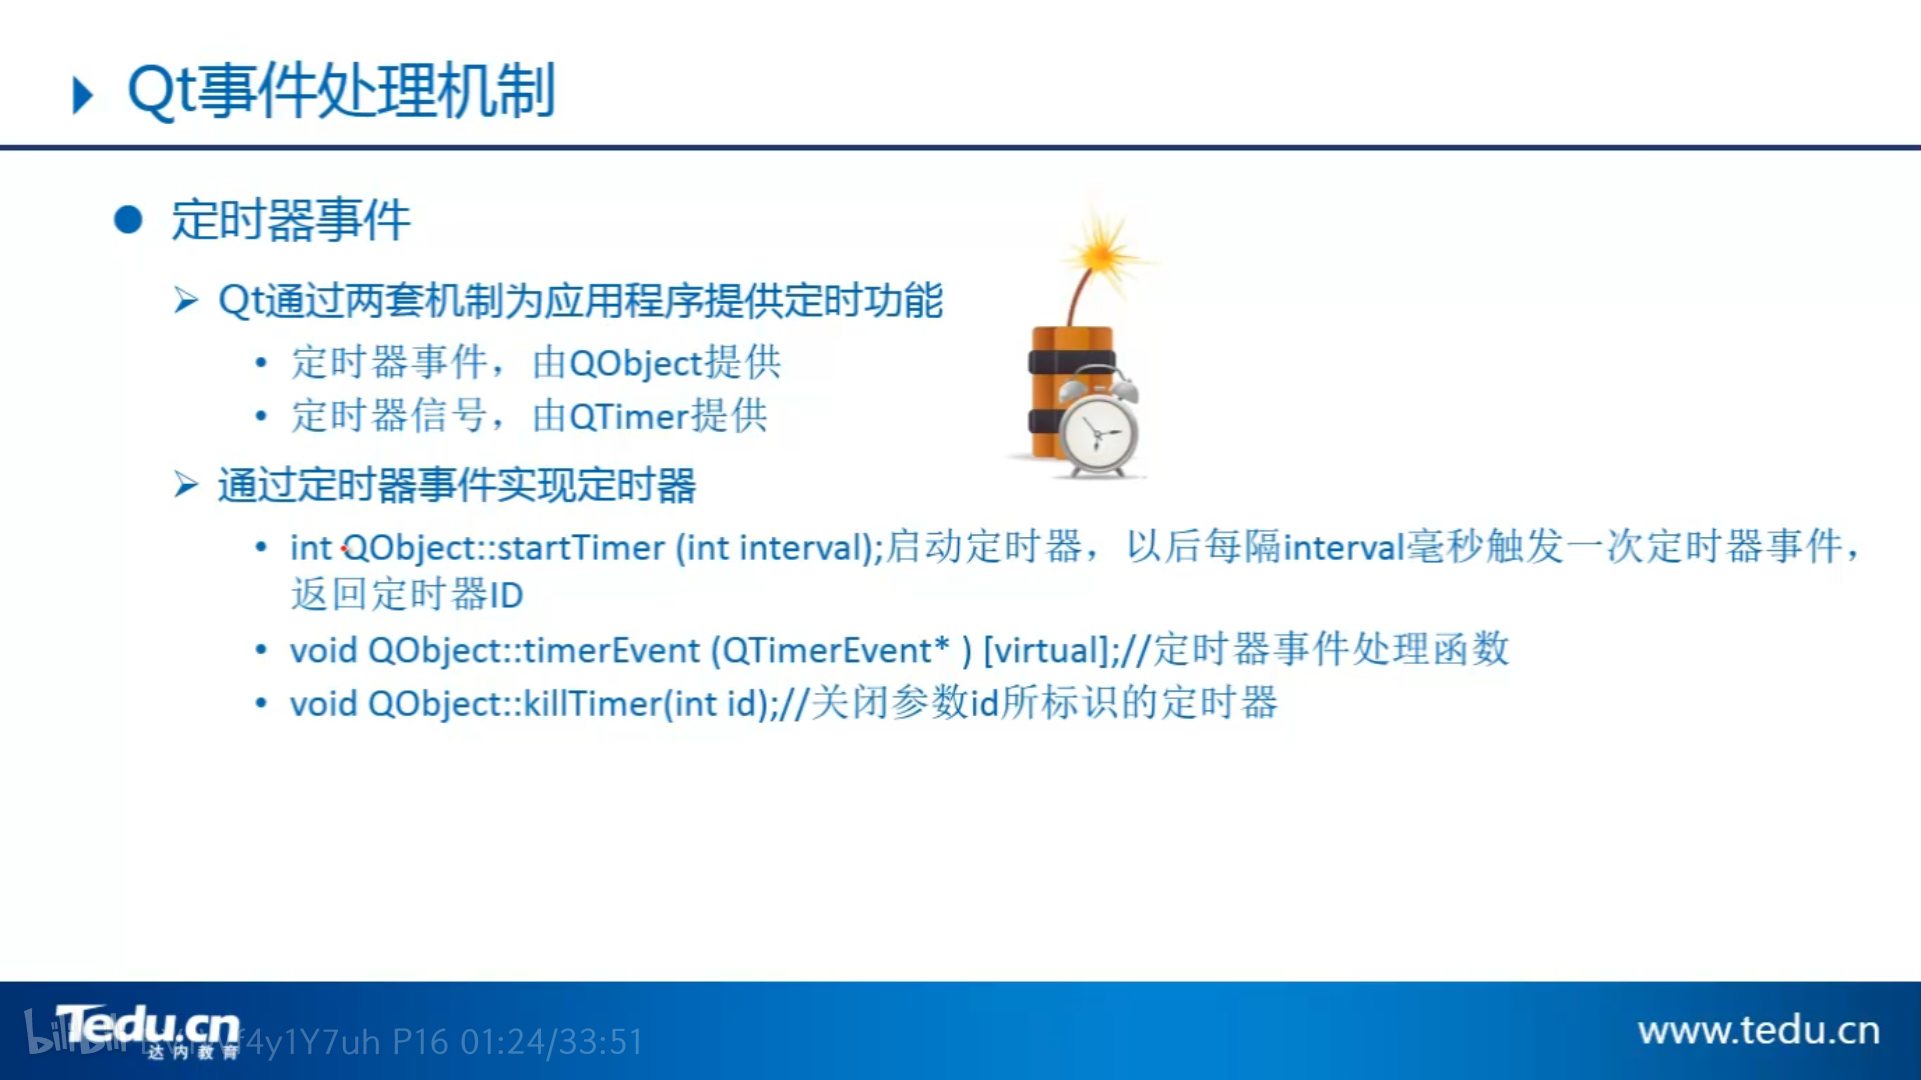 Qt事件处理机制
定时器事件
Qt通过两套机制为应用程序提供定时功能
定时器事件，由QObject提供
定时器信号，由QTimer提供
通过定时器事件实现定时器
int QObject::startTimer (int interval);启动定时器，以后每隔interval毫秒触发一次定时器事件，
返回定时器ID
void QObject::timerEvent (QTimerEvent* ) [virtual];//定时器事件处理函数
void QObject::killTimer(int id);//关闭参数id所标识的定时器
Tedu.cn
达内教育
bilibili
f4y1Y7uh P16 01:24/33:51
www.tedu.cn